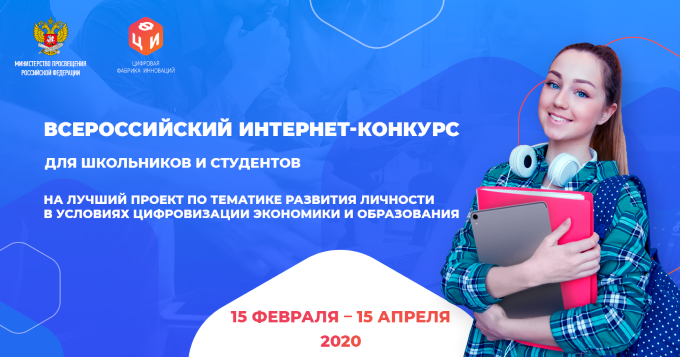 МИНИСТЕРСТВО ПРОСВЕЩЕНИЯ
РОССИЙСКОЙ ФЕДЕРАЦИИ
ЦИ
ЦИФРОВАЯ
ФАБРИКА ИННОВАЦИЙ
ВСЕРОССИЙСКИЙ ИНТЕРНЕТ-КОНКУРС
ДЛЯ ШКОЛЬНИКОВ И СТУДЕНТОВ
НА ЛУЧШИЙ ПРОЕКТ ПО ТЕМАТИКЕ РАЗВИТИЯ ЛИЧНОСТИ
В УСЛОВИЯХ ЦИФРОВИЗАЦИИ ЭКОНОМИКИ И ОБРАЗОВАНИЯ
15 ФЕВРАЛЯ – 15 АПРЕЛЯ
2020